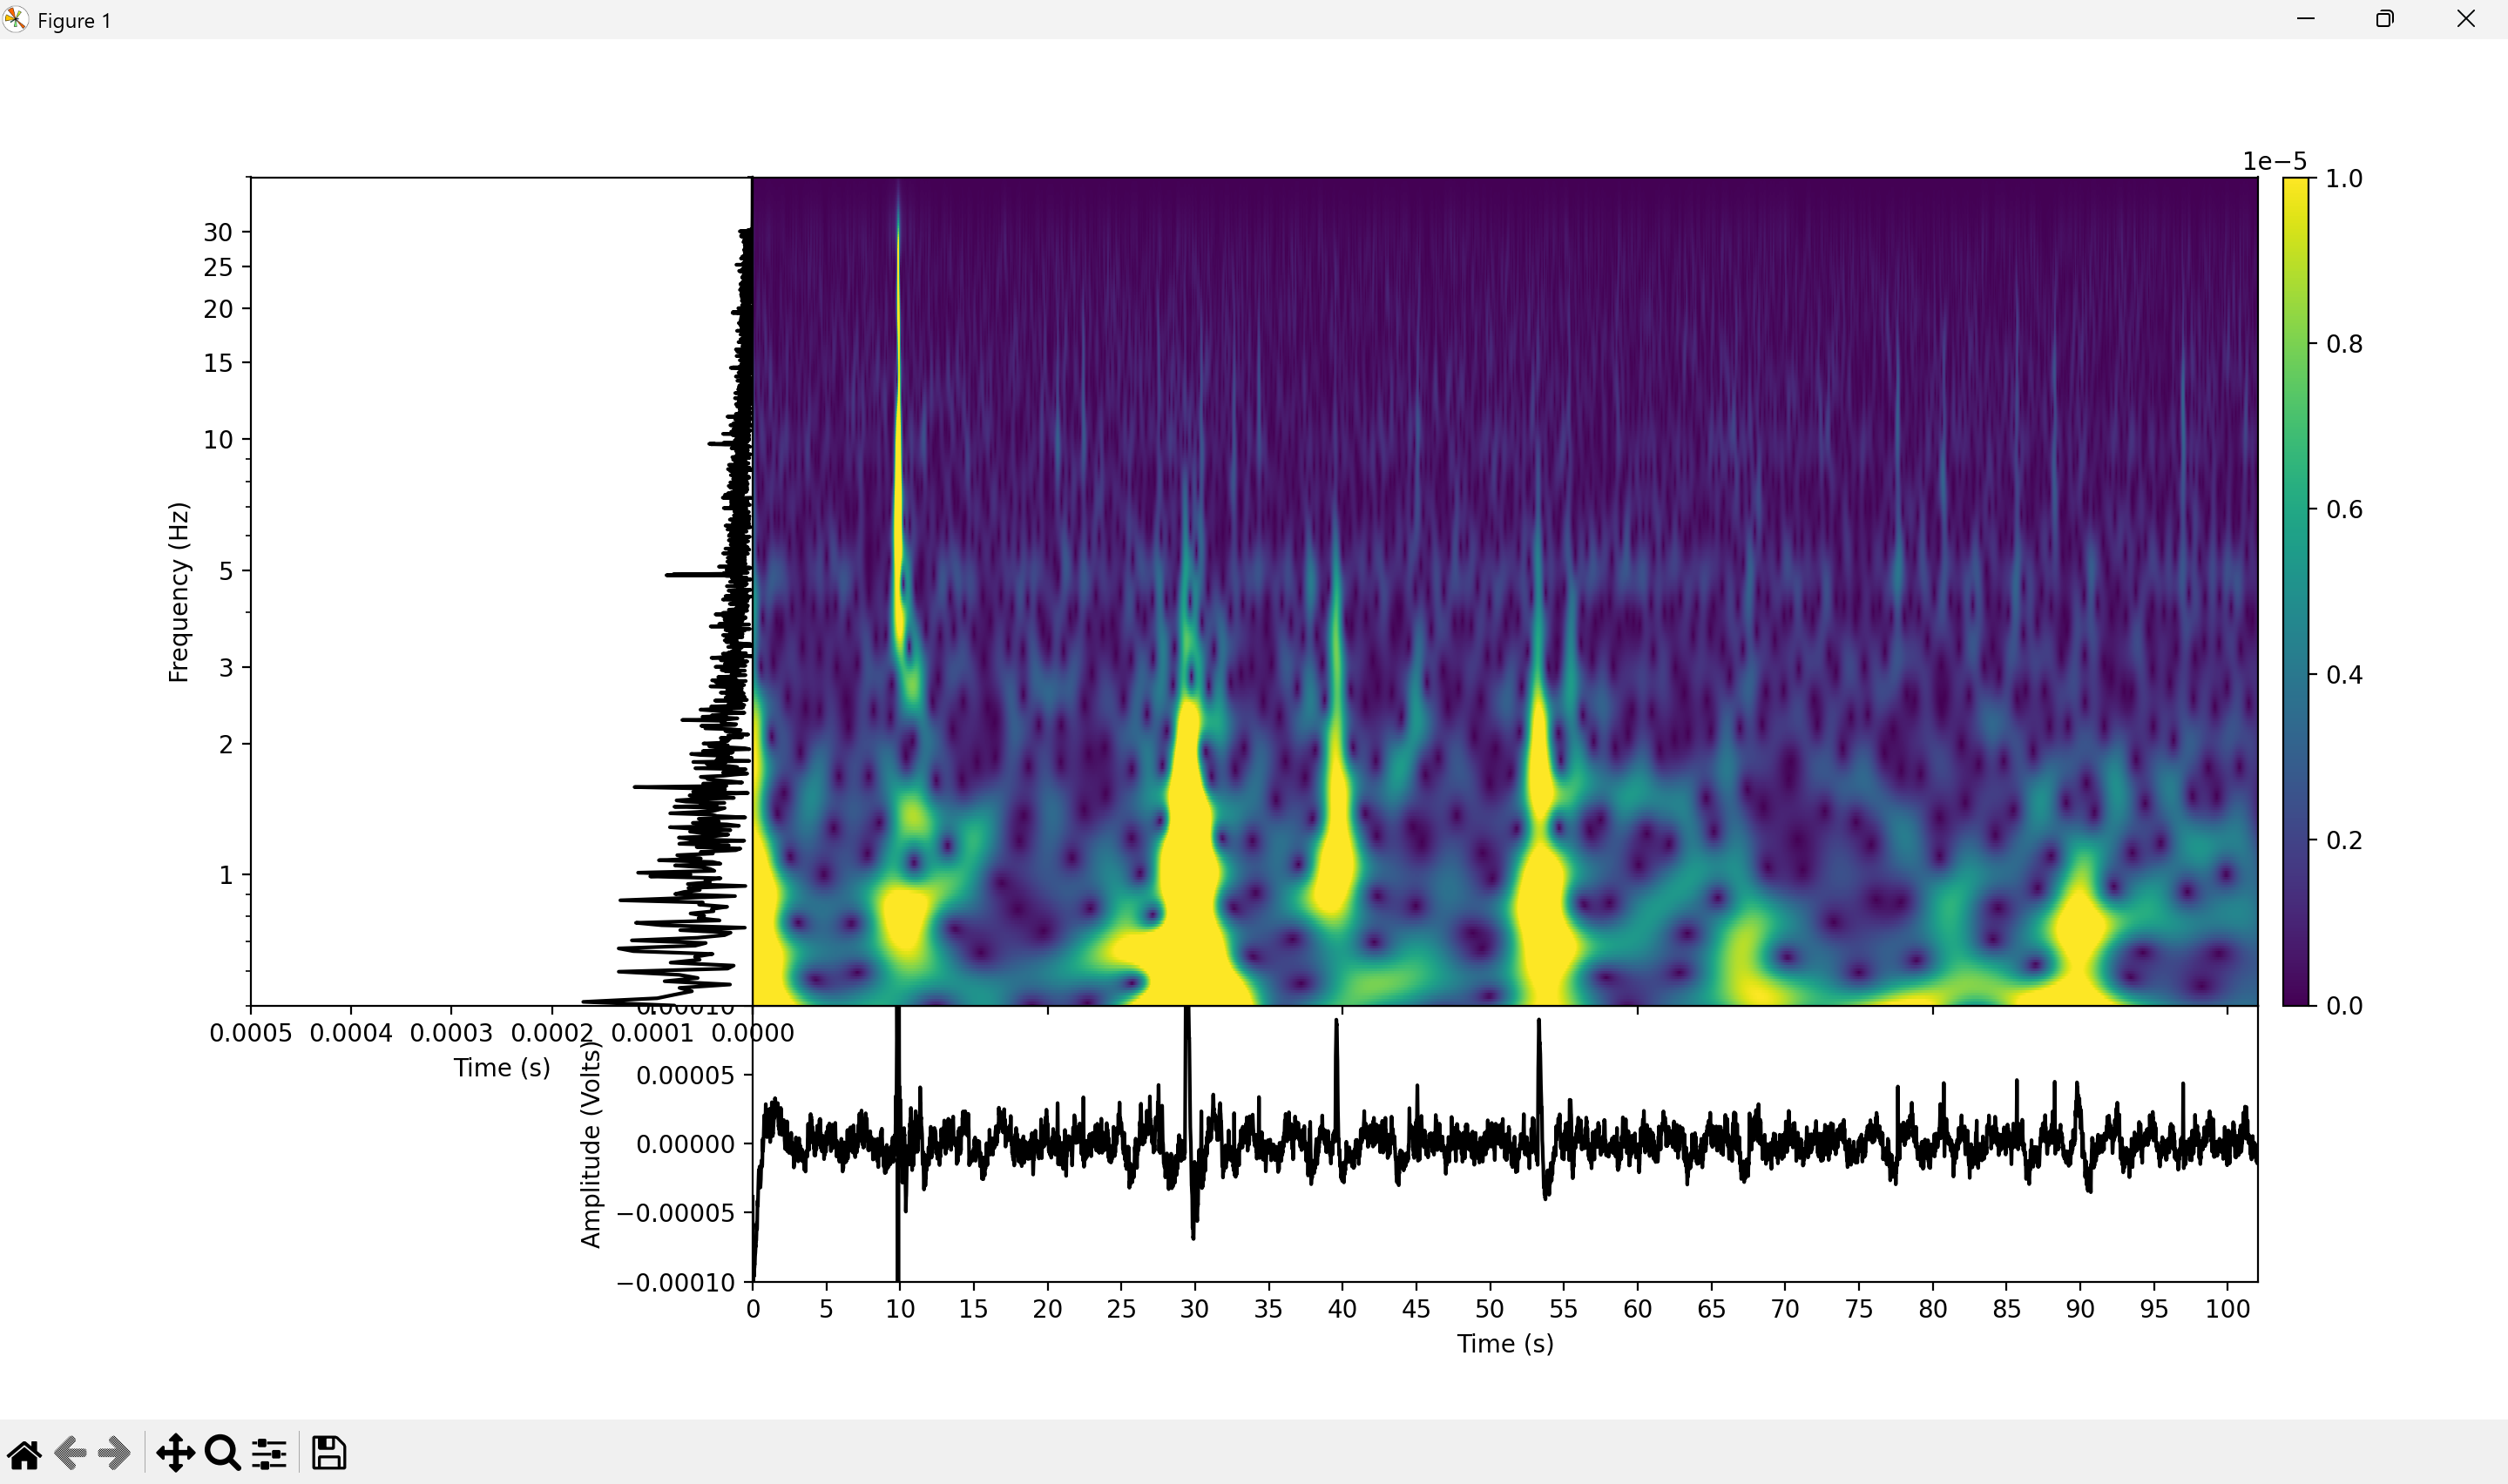 Figure 1
1e−5
30
25
20
15
10
5
3
2
1
Frequency (Hz)
0.0005 0.0004 0.0003 0.0002 0.0001 0.0000
Time (s)
1.0
0.8
0.6
0.4
0.2
0.0
0.00010
0.00005
0.00000
−0.00005
−0.00010
Amplitude (Volts)
0 5 10 15 20 25 30 35 40 45 50 55 60 65 70 75 80 85 90 95 100
Time (s)